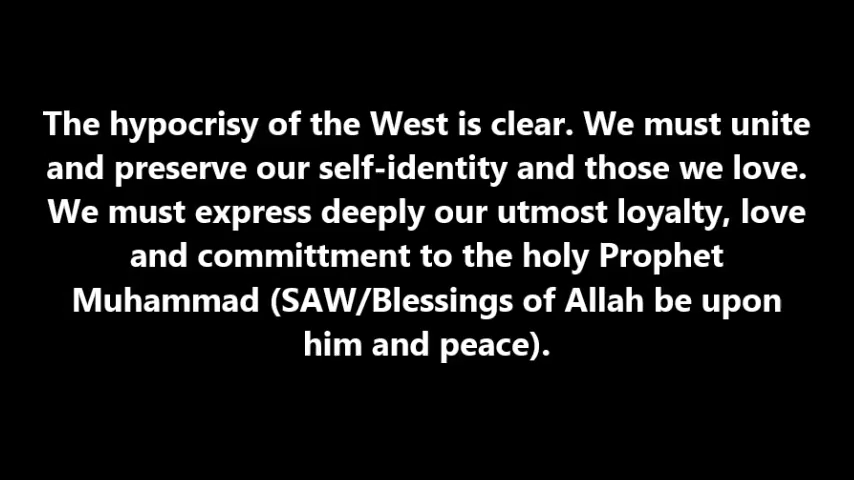 The hypocrisy of the West is clear. We must unite
and preserve our self-identity and those we love.
We must express deeply our utmost loyalty, love
and committment to the holy Prophet
Muhammad (SAW/Blessings of Allah be upon
him and peace).